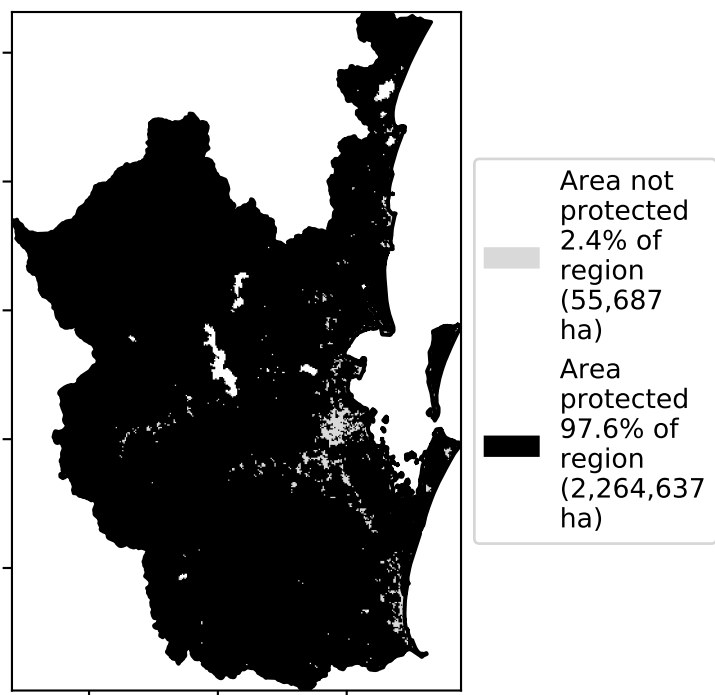 Area not
protected
2.4% of
region
(55,687
ha)
Area
protected
97.6% of
region
(2,264,637
ha)